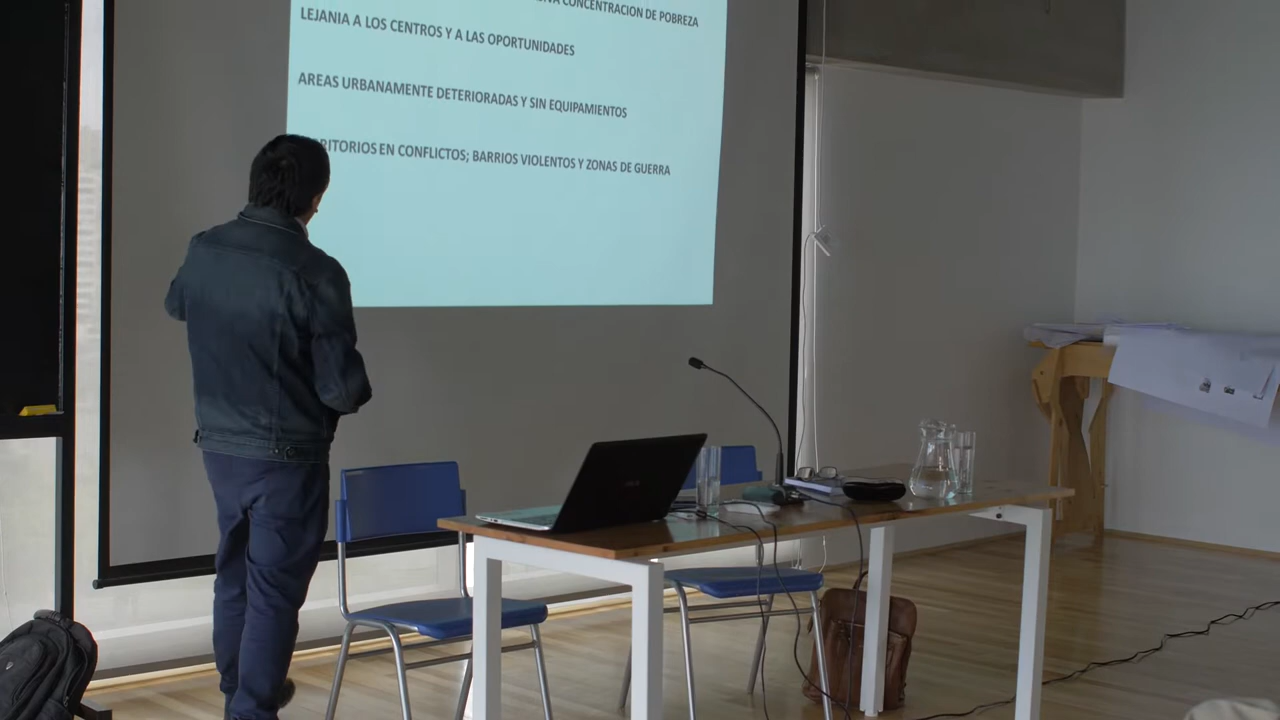 CONCENTRACION DE POBREZA
LEJANIA A LOS CENTROS Y A LAS OPORTUNIDADES
AREAS URBANAMENTE DETERIORADAS Y SIN EQUIPAMIENTOS
EN CONFLICTOS; BARRIOS VIOLENTOS Y ZONAS DE GUERRA